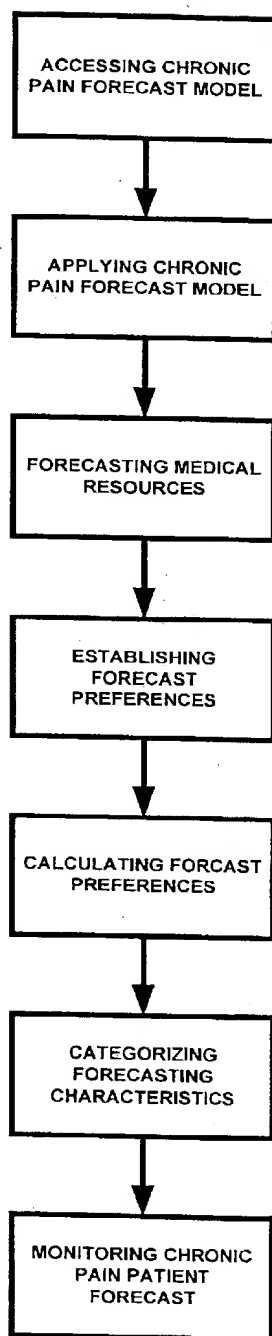 ACCESSING CHRONIC
PAIN FORECAST MODEL
APPLYING CHRONIC
PAIN FORECAST MODEL
FORECASTING MEDICAL
RESOURCES
ESTABLISHING
FORECAST
PREFERENCES
CALCULATING FORCAST
PREFERENCES
CATEGORIZING
FORECASTING
CHARACTERISTICS
MONITORING CHRONIC
PAIN PATIENT
FORECAST